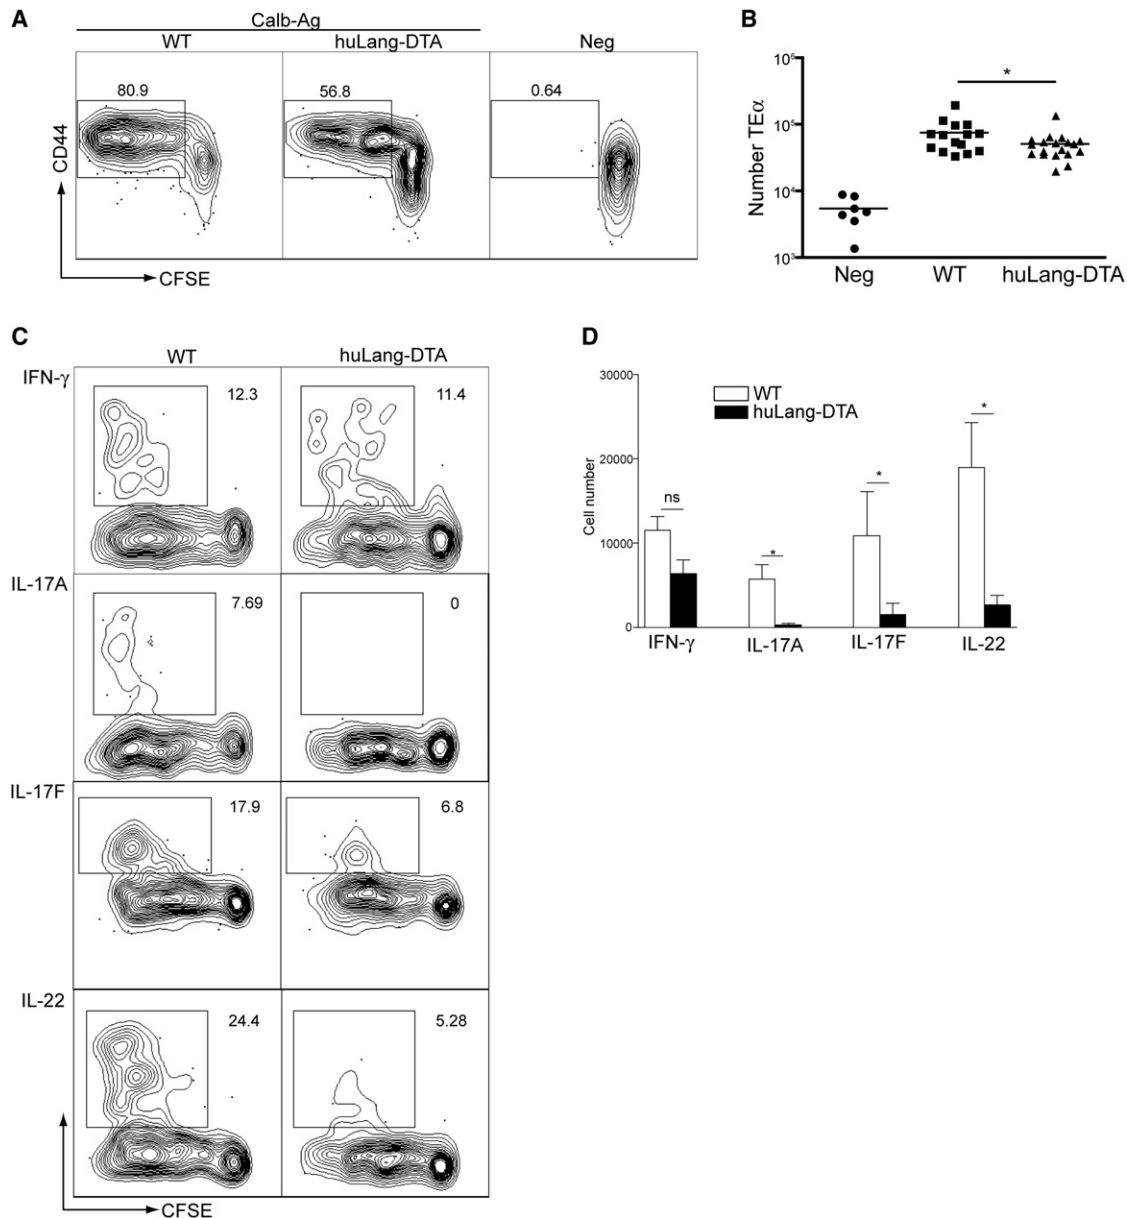 A
Calb-Ag
WT
huLang-DTA
Neg
80.9
56.8
0.64
CD44
CFSE
B
10⁶
10⁵
10⁴
10³
Number TEα
*
Neg
WT
huLang-DTA
C
WT
huLang-DTA
IFN-γ
12.3
11.4
IL-17A
7.69
0
IL-17F
17.9
6.8
IL-22
24.4
5.28
CFSE
D
30000
20000
10000
0
Cell number
WT
huLang-DTA
ns
*
*
*
IFN-γ
IL-17A
IL-17F
IL-22